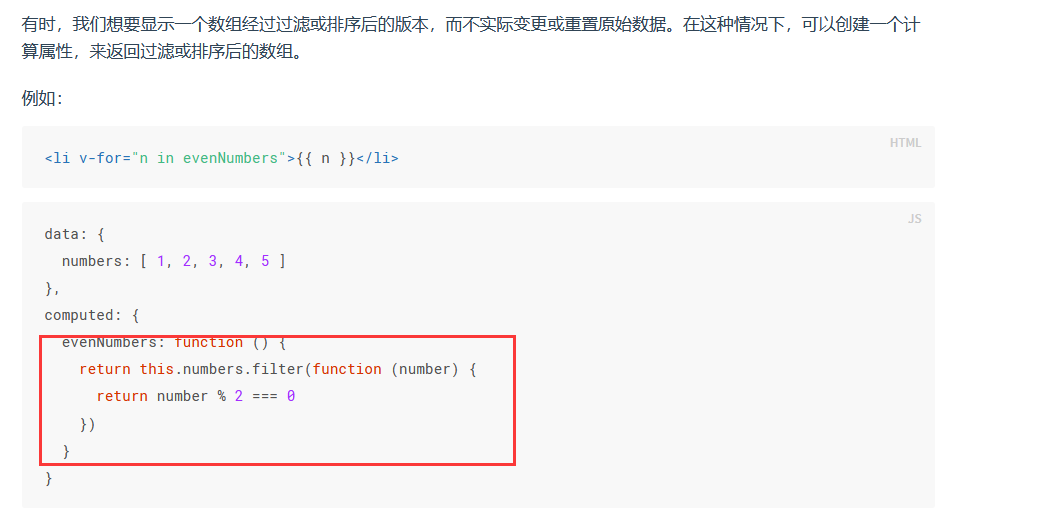 有时，我们想要显示一个数组经过过滤或排序后的版本，而不实际变更或重置原始数据。在这种情况下，可以创建一个计
算属性，来返回过滤或排序后的数组。
例如：
HTML
<li v-for="n in evenNumbers">{{ n }}</li>
JS
data: {
  numbers: [ 1, 2, 3, 4, 5 ]
},
computed: {
  evenNumbers: function () {
    return this.numbers.filter(function (number) {
      return number % 2 === 0
    })
  }
}